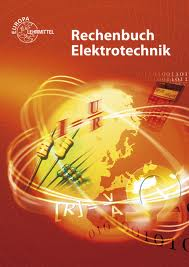 EUROPA
LEHRMITTEL
Rechenbuch
Elektrotechnik
I = U
R
[R] = V
A